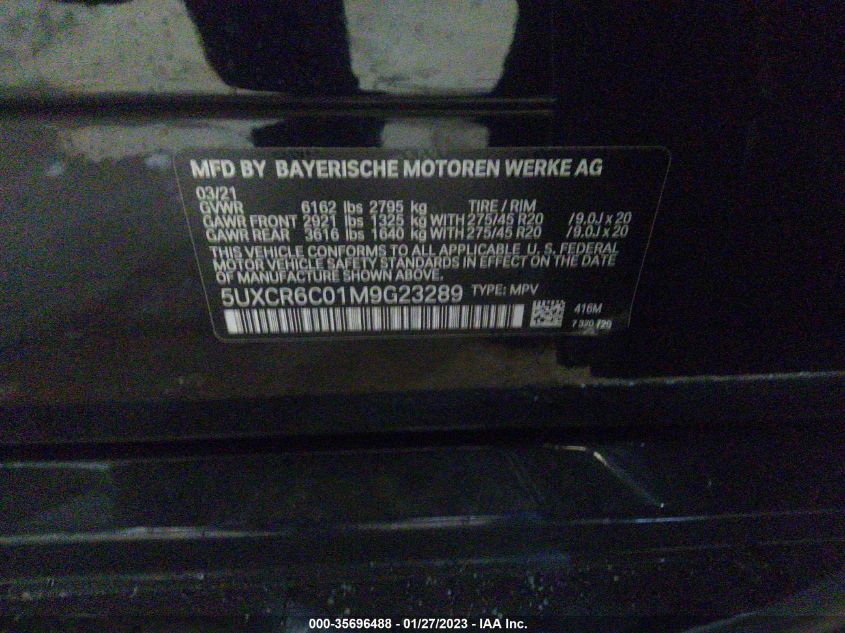 MFD BY BAYERISCHE MOTOREN WERKE AG
03/21
GVWR 6162 lbs 2795 kg TIRE / RIM
GAWR FRONT 2921 lbs 1325 kg WITH 275/45 R20 /9.0J x 20
GAWR REAR 3616 lbs 1640 kg WITH 275/45 R20 /9.0J x 20
THIS VEHICLE CONFORMS TO ALL APPLICABLE U.S. FEDERAL
MOTOR VEHICLE SAFETY STANDARDS IN EFFECT ON THE DATE
OF MANUFACTURE SHOWN ABOVE.
5UXCR6C01M9G23289 TYPE: MPV
416M
7 320 729
000-35696488 - 01/27/2023 - IAA Inc.